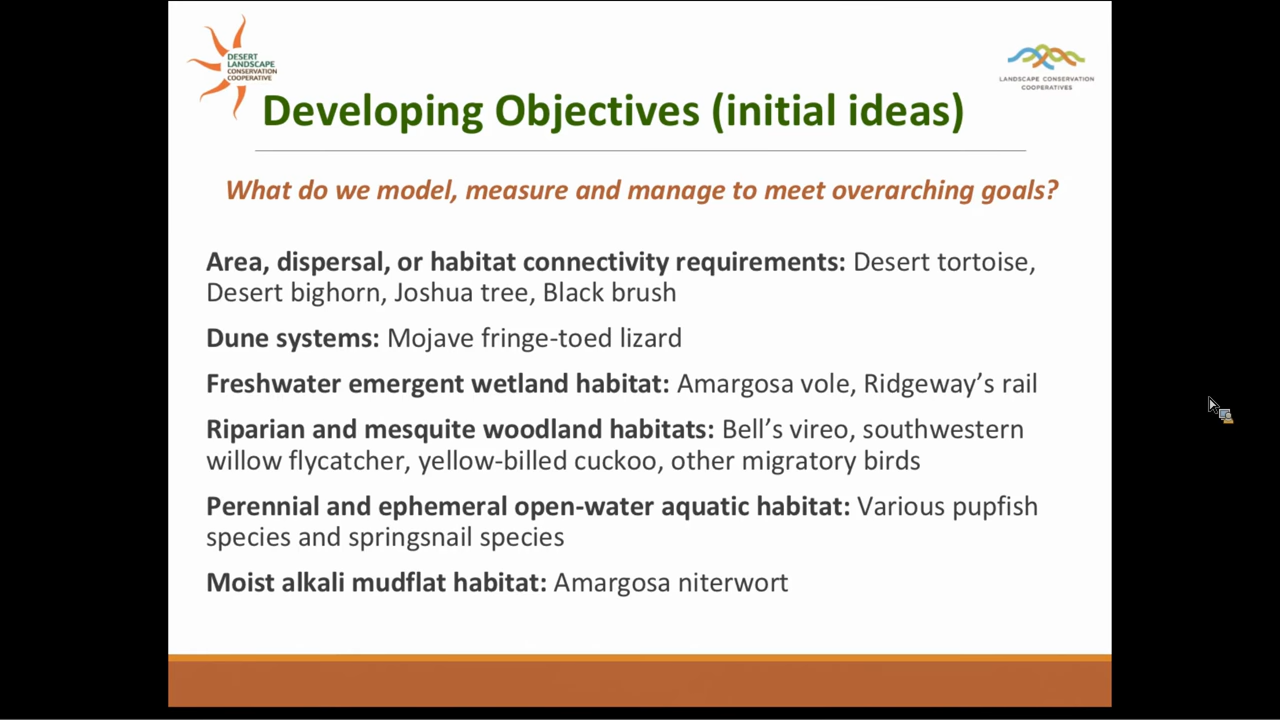 DESERT
LANDSCAPE
CONSERVATION
COOPERATIVE
LANDSCAPE CONSERVATION
COOPERATIVES
Developing Objectives (initial ideas)
What do we model, measure and manage to meet overarching goals?
Area, dispersal, or habitat connectivity requirements: Desert tortoise,
Desert bighorn, Joshua tree, Black brush
Dune systems: Mojave fringe-toed lizard
Freshwater emergent wetland habitat: Amargosa vole, Ridgeway’s rail
Riparian and mesquite woodland habitats: Bell’s vireo, southwestern
willow flycatcher, yellow-billed cuckoo, other migratory birds
Perennial and ephemeral open-water aquatic habitat: Various pupfish
species and springsnail species
Moist alkali mudflat habitat: Amargosa niterwort